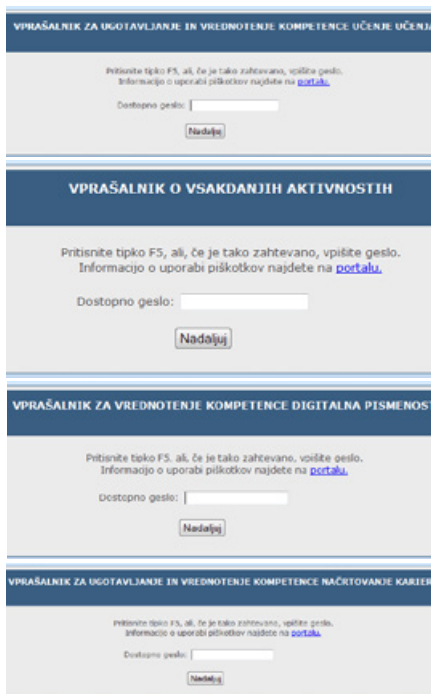 VPRAŠALNIK ZA UGOTAVLJANJE IN VREDNOTENJE KOMPETENCE UČENJE UČENJA
Pritisnite tipko F5, ali, če je tako zahtevano, vpišite geslo.
Informacijo o uporabi piškotkov najdete na portalu.
Dostopno geslo:
Nadaljuj
VPRAŠALNIK O VSAKDANJIH AKTIVNOSTIH
Pritisnite tipko F5, ali, če je tako zahtevano, vpišite geslo.
Informacijo o uporabi piškotkov najdete na portalu.
Dostopno geslo:
Nadaljuj
VPRAŠALNIK ZA VREDNOTENJE KOMPETENCE DIGITALNA PISMENOST
Pritisnite tipko F5, ali, če je tako zahtevano, vpišite geslo.
Informacijo o uporabi piškotkov najdete na portalu.
Dostopno geslo:
Nadaljuj
VPRAŠALNIK ZA UGOTAVLJANJE IN VREDNOTENJE KOMPETENCE NAČRTOVANJE KARIER
Pritisnite tipko F5, ali, če je tako zahtevano, vpišite geslo.
Informacijo o uporabi piškotkov najdete na portalu.
Dostopno geslo:
Nadaljuj